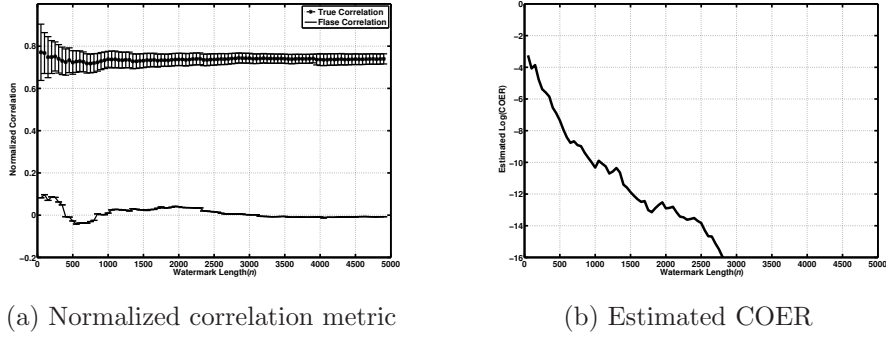 True Correlation
Flase Correlation
0.8
0.6
0.4
0.2
0
0.2
Normalized Correlation
0 500 1000 1500 2000 2500 3000 3500 4000 4500 5000
Watermark Length(n)
(a) Normalized correlation metric
0
−2
−4
−6
−8
−10
−12
−14
−16
Estimated Log(COER)
0 500 1000 1500 2000 2500 3000 3500 4000 4500 5000
Watermark Length(n)
(b) Estimated COER